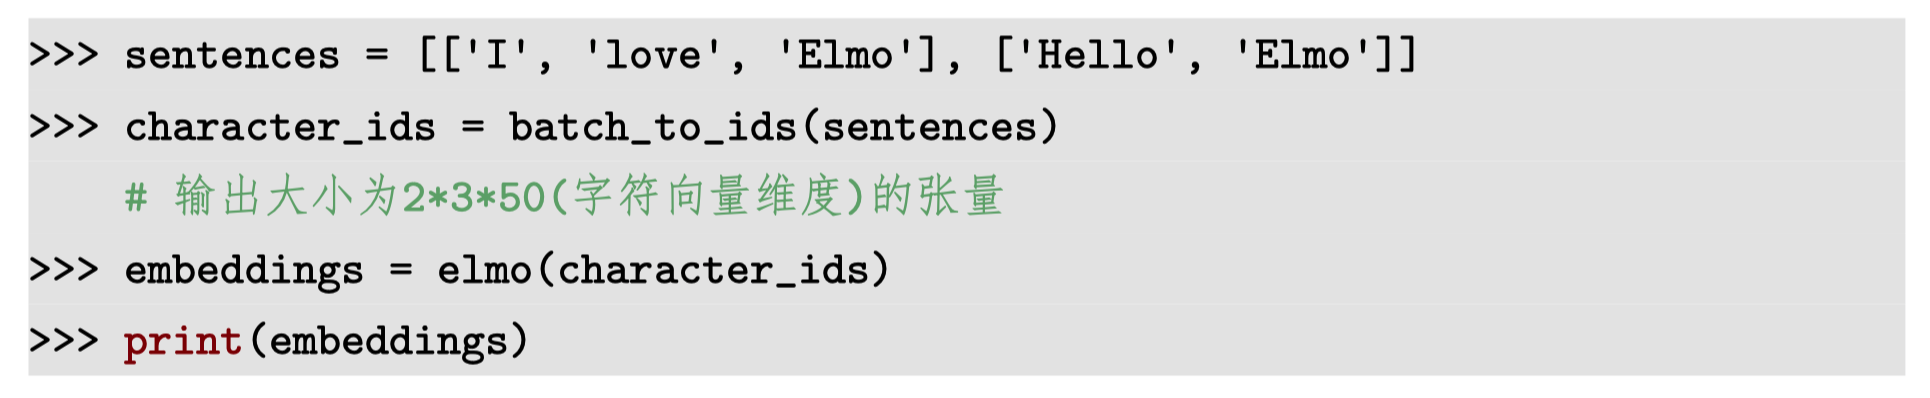 >>> sentences = [['I', 'love', 'Elmo'], ['Hello', 'Elmo']]
>>> character_ids = batch_to_ids(sentences)
# 输出大小为2*3*50(字符向量维度)的张量
>>> embeddings = elmo(character_ids)
>>> print(embeddings)